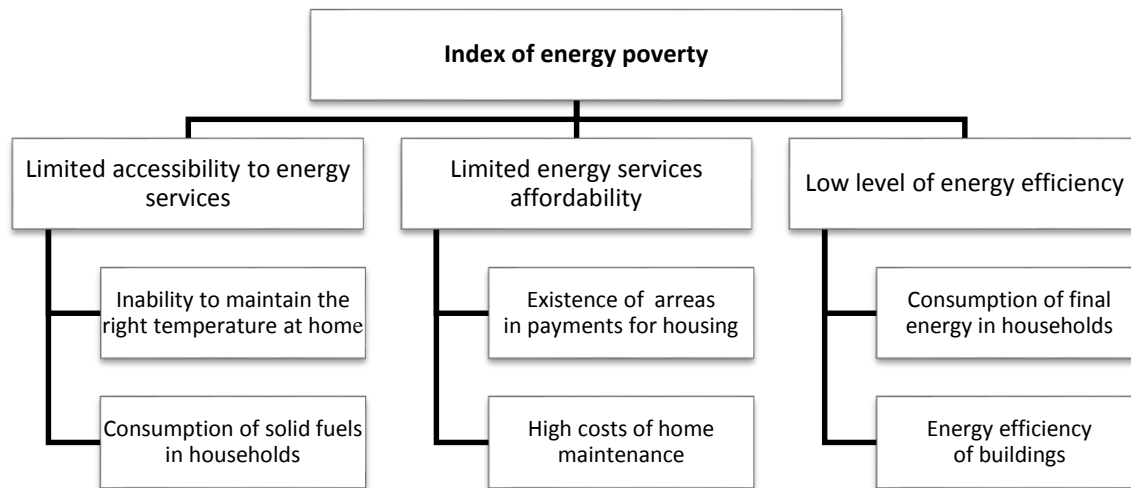 Index of energy poverty
Limited accessibility to energy
services
Limited energy services
affordability
Low level of energy efficiency
Inability to maintain the
right temperature at home
Existence of arreas
in payments for housing
Consumption of final
energy in households
Consumption of solid fuels
in households
High costs of home
maintenance
Energy efficiency
of buildings